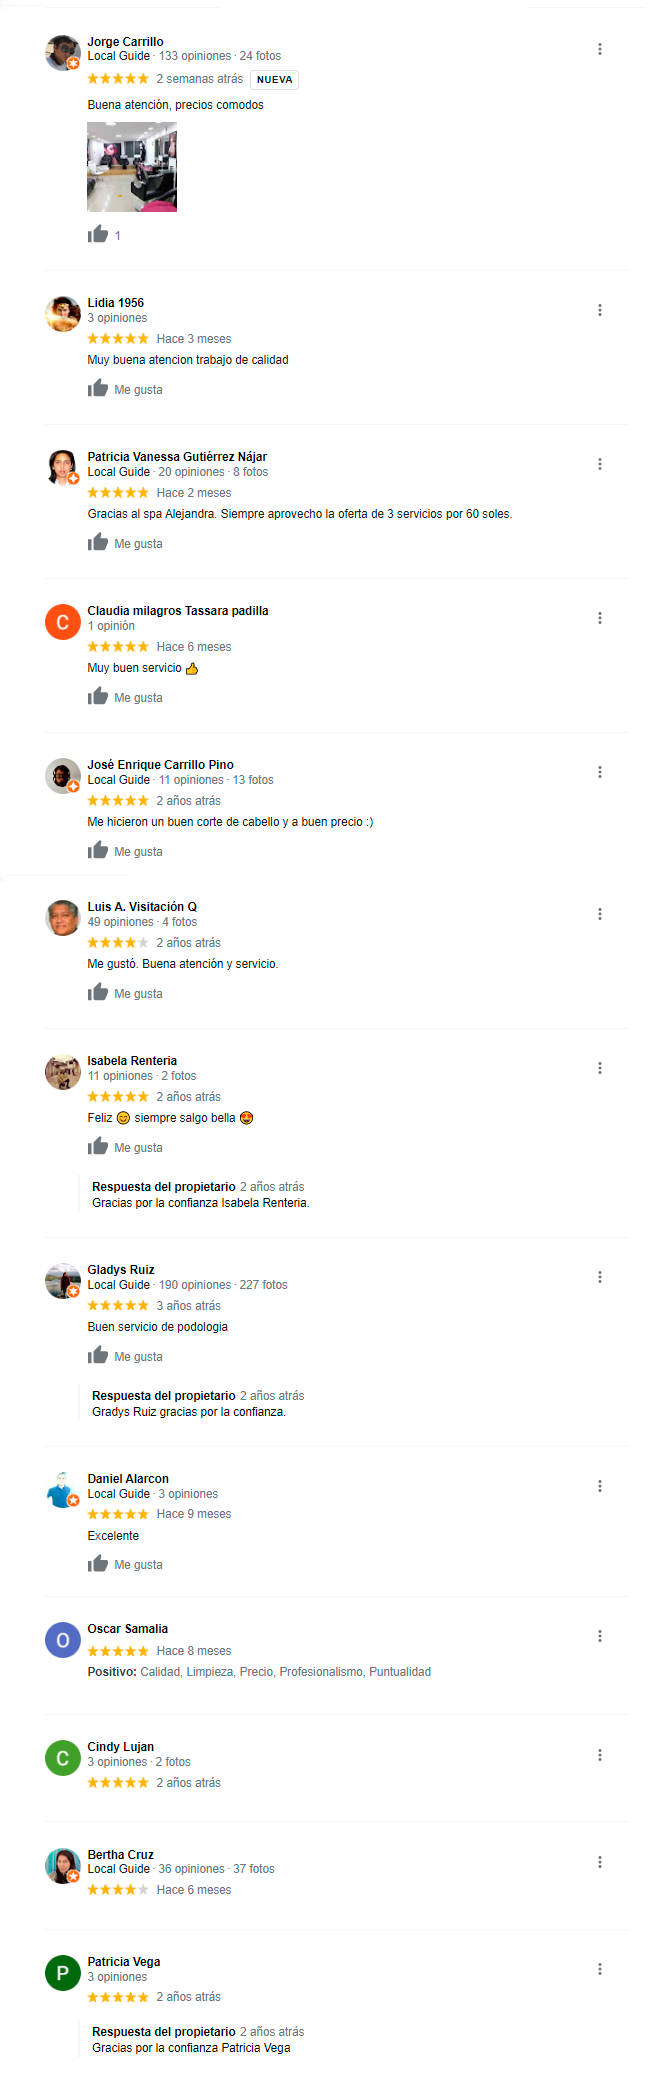 Jorge Carrillo
Local Guide · 133 opiniones · 24 fotos
2 semanas atrás NUEVA
Buena atención, precios comodos
1
Lidia 1956
3 opiniones
Hace 3 meses
Muy buena atencion trabajo de calidad
Me gusta
Patricia Vanessa Gutiérrez Nájar
Local Guide · 20 opiniones · 8 fotos
Hace 2 meses
Gracias al spa Alejandra. Siempre aprovecho la oferta de 3 servicios por 60 soles.
Me gusta
C
Claudia milagros Tassara padilla
1 opinión
Hace 6 meses
Muy buen servicio 👍
Me gusta
José Enrique Carrillo Pino
Local Guide · 11 opiniones · 13 fotos
2 años atrás
Me hicieron un buen corte de cabello y a buen precio :)
Me gusta
Luis A. Visitación Q
49 opiniones · 4 fotos
2 años atrás
Me gustó. Buena atención y servicio.
Me gusta
Isabela Renteria
11 opiniones · 2 fotos
2 años atrás
Feliz 😊 siempre salgo bella 😍
Me gusta
Respuesta del propietario 2 años atrás
Gracias por la confianza Isabela Renteria.
Gladys Ruiz
Local Guide · 190 opiniones · 227 fotos
3 años atrás
Buen servicio de podologia
Me gusta
Respuesta del propietario 2 años atrás
Gradys Ruiz gracias por la confianza.
Daniel Alarcon
Local Guide · 3 opiniones
Hace 9 meses
Excelente
Me gusta
O
Oscar Samalia
Hace 8 meses
Positivo: Calidad, Limpieza, Precio, Profesionalismo, Puntualidad
C
Cindy Lujan
3 opiniones · 2 fotos
2 años atrás
Bertha Cruz
Local Guide · 36 opiniones · 37 fotos
Hace 6 meses
P
Patricia Vega
3 opiniones
2 años atrás
Respuesta del propietario 2 años atrás
Gracias por la confianza Patricia Vega